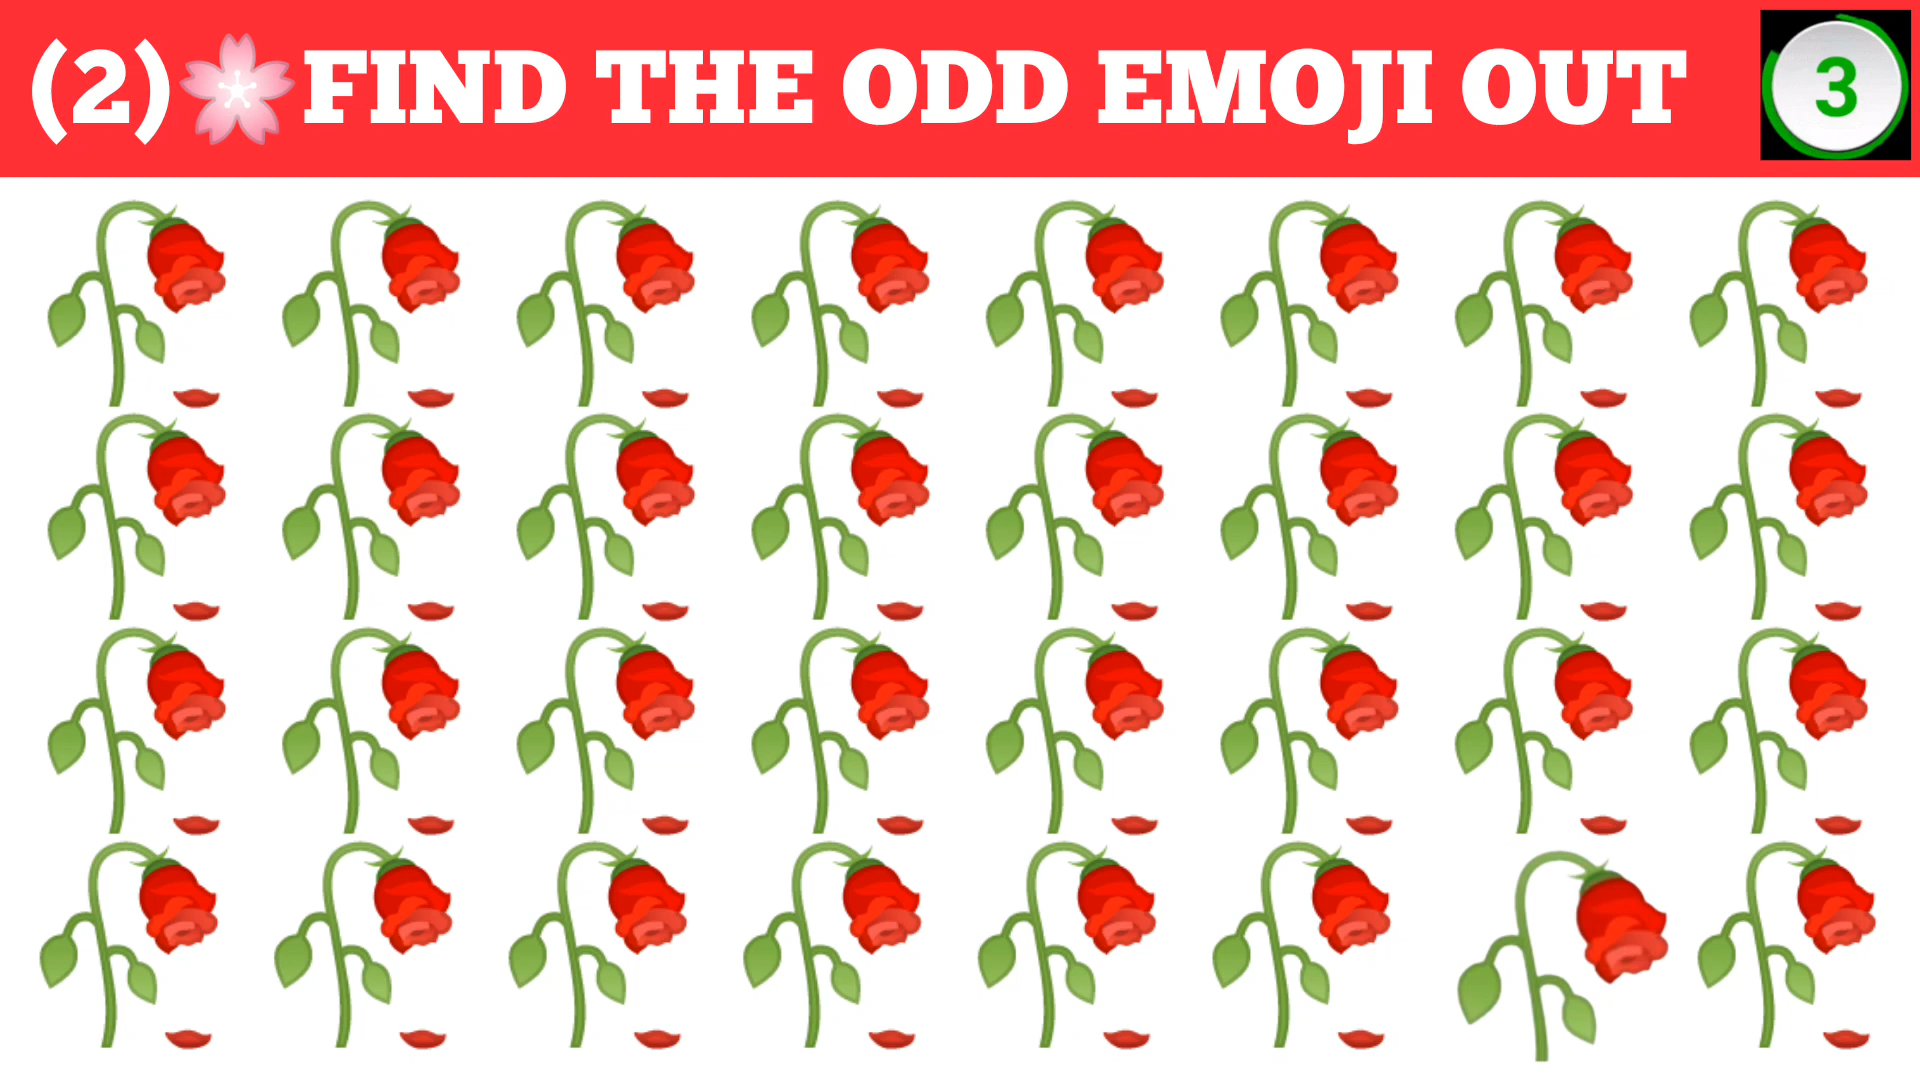 (2)🌸FIND THE ODD EMOJI OUT
3